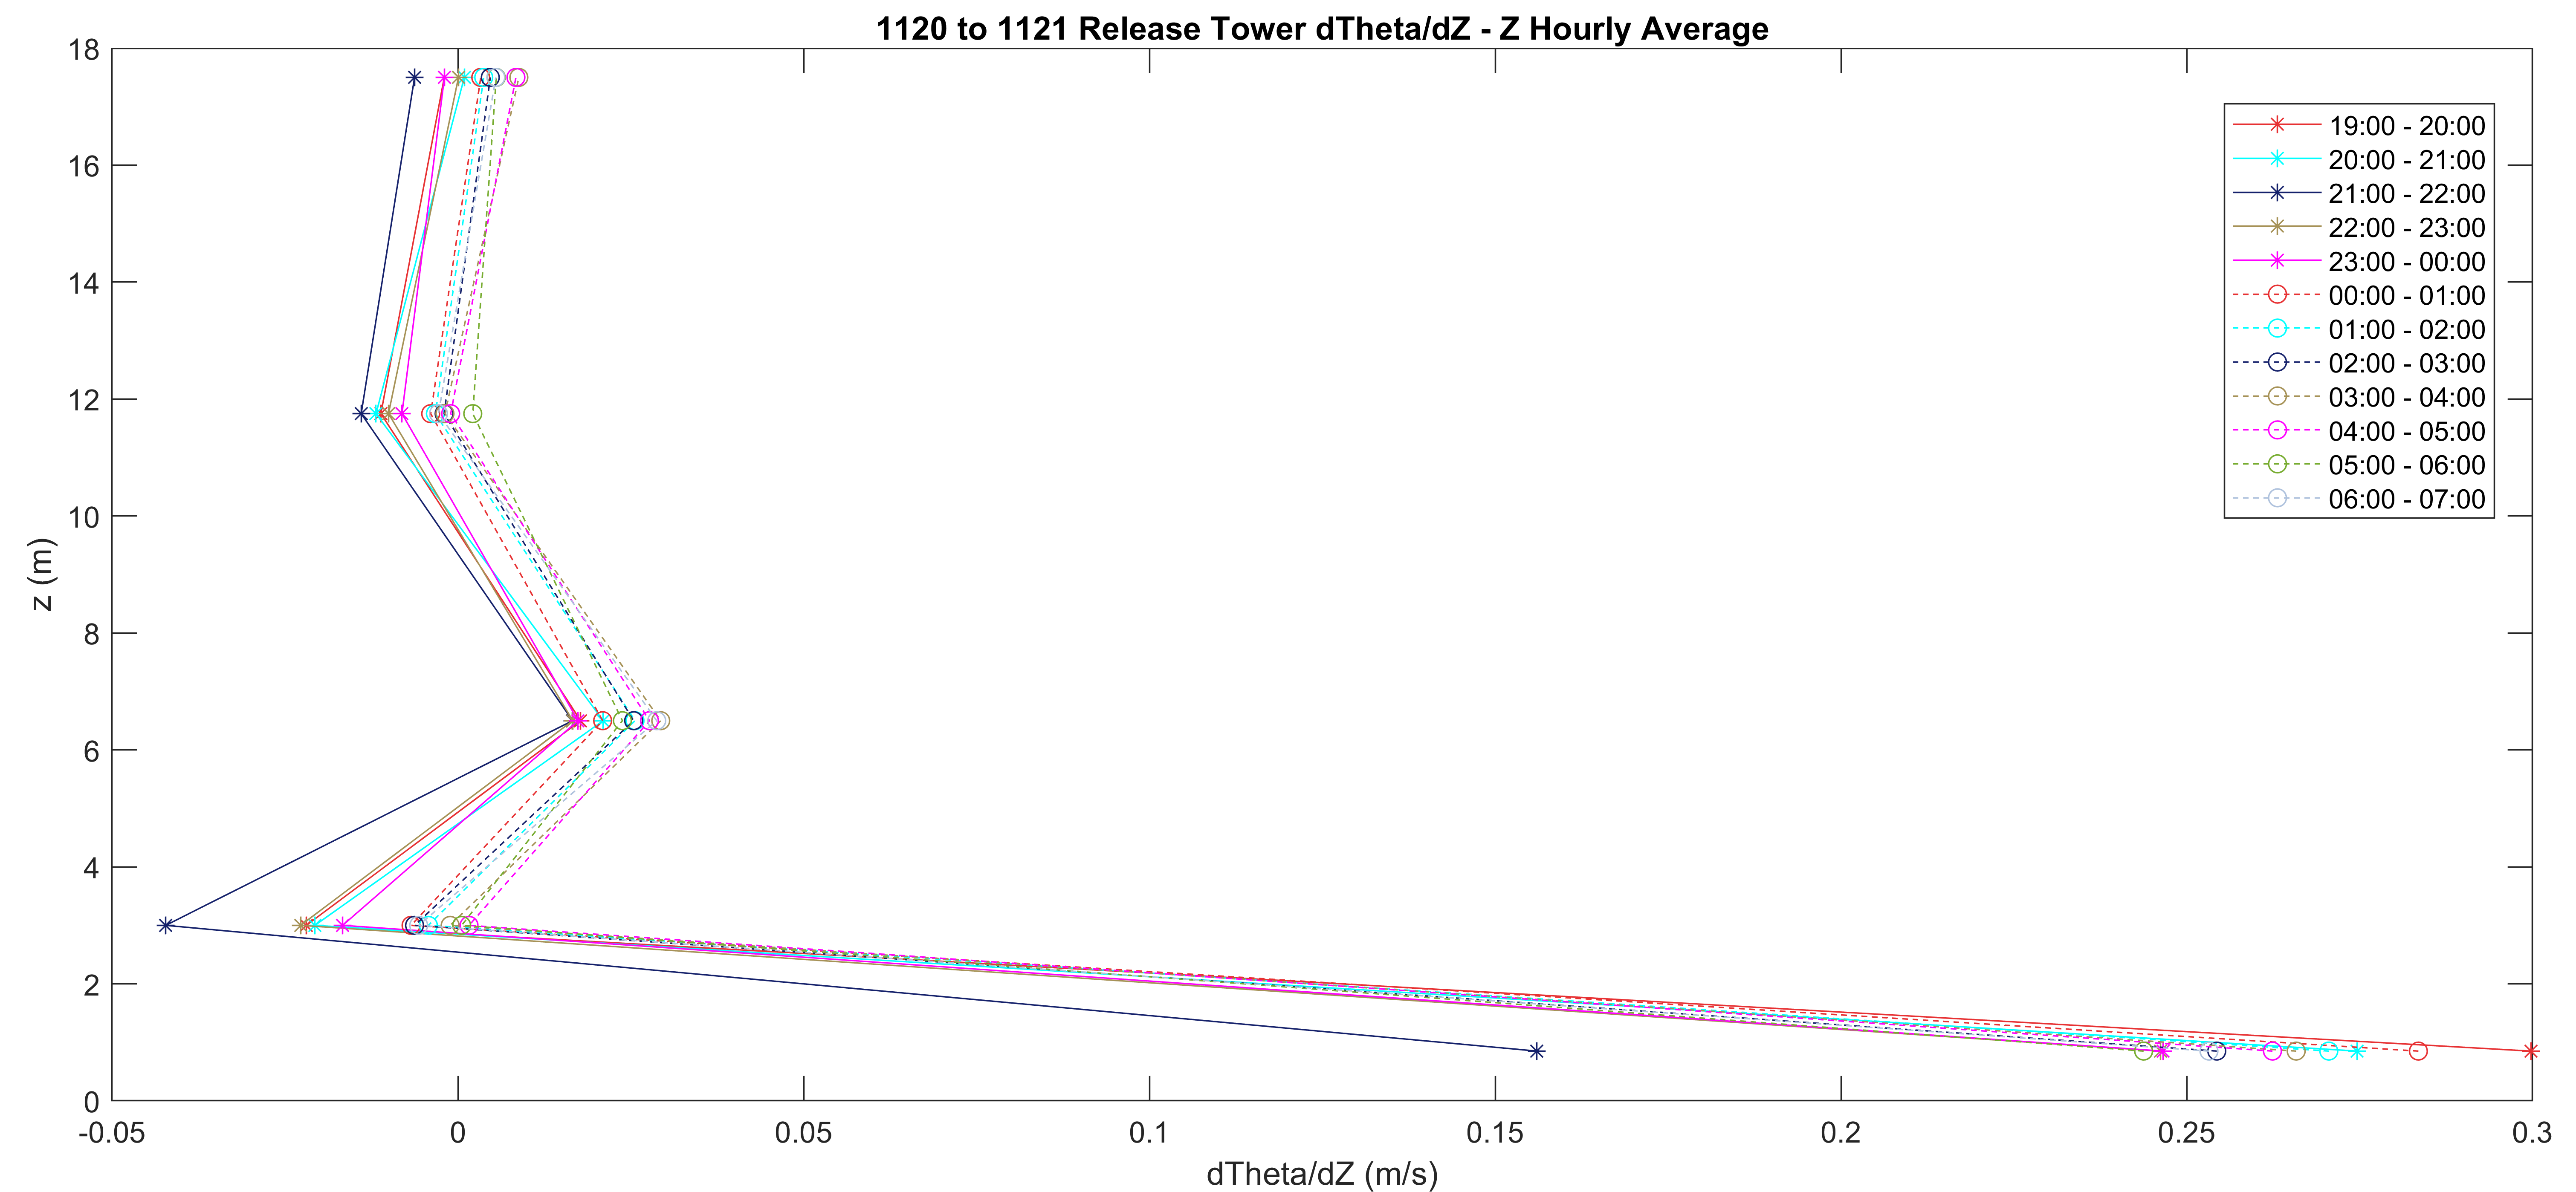 1120 to 1121 Release Tower dTheta/dZ - Z Hourly Average
18
16
14
12
10
8
6
4
2
0
z (m)
19:00 - 20:00
20:00 - 21:00
21:00 - 22:00
22:00 - 23:00
23:00 - 00:00
00:00 - 01:00
01:00 - 02:00
02:00 - 03:00
03:00 - 04:00
04:00 - 05:00
05:00 - 06:00
06:00 - 07:00
-0.05 0 0.05 0.1 0.15 0.2 0.25 0.3
dTheta/dZ (m/s)